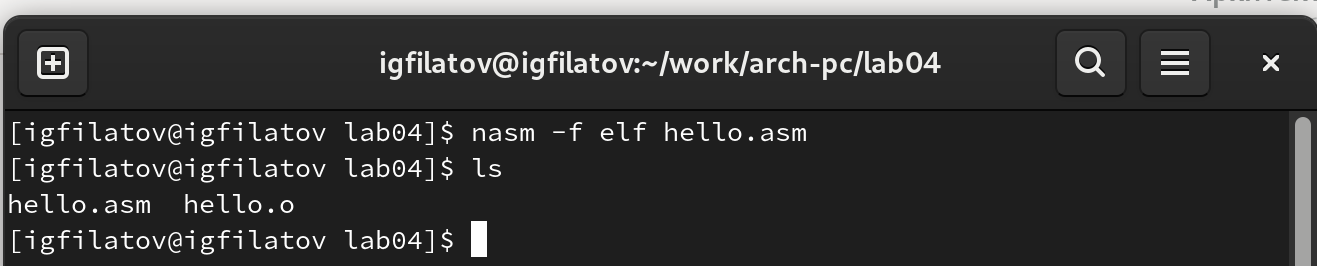 igfilatov@igfilatov:~/work/arch-pc/lab04
[igfilatov@igfilatov lab04]$ nasm -f elf hello.asm
[igfilatov@igfilatov lab04]$ ls
hello.asm  hello.o
[igfilatov@igfilatov lab04]$